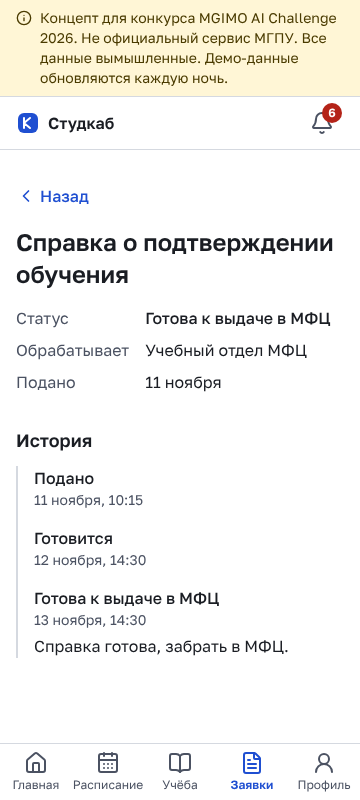 Концепт для конкурса MGIMO AI Challenge
2026. Не официальный сервис МГПУ. Все
данные вымышленные. Демо-данные
обновляются каждую ночь.
Студкаб
6
Назад
Справка о подтверждении
обучения
Статус Готова к выдаче в МФЦ
Обрабатывает Учебный отдел МФЦ
Подано 11 ноября
История
Подано
11 ноября, 10:15
Готовится
12 ноября, 14:30
Готова к выдаче в МФЦ
13 ноября, 14:30
Справка готова, забрать в МФЦ.
Главная Расписание Учёба Заявки Профиль